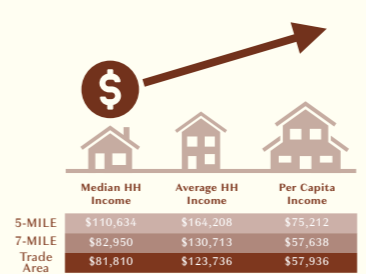 $
Median HH Average HH Per Capita
Income Income Income
5-MILE $110,634 $164,208 $75,212
7-MILE $82,950 $130,713 $57,638
Trade
Area $81,810 $123,736 $57,936